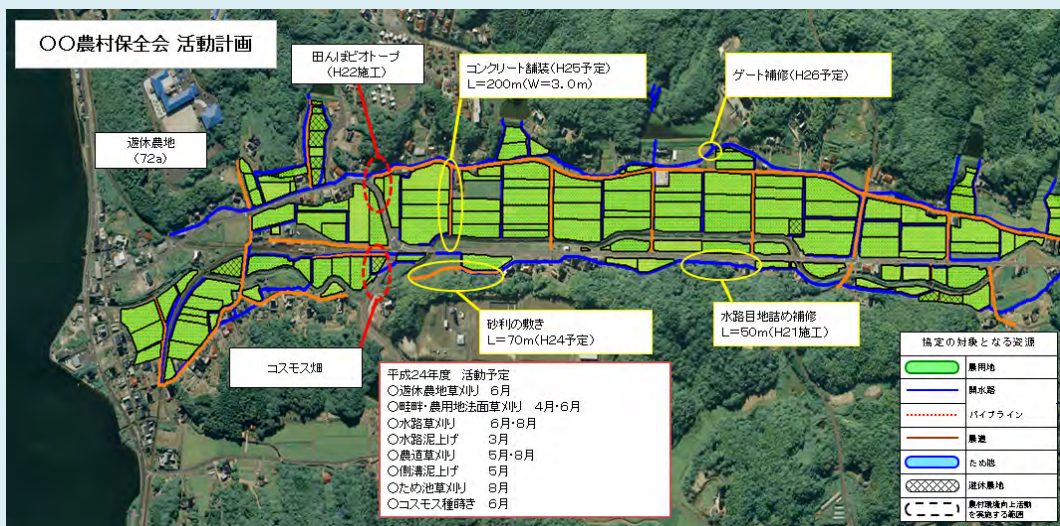 〇〇農村保全会 活動計画
田んぼビオトープ
(H22施工)
コンクリート舗装(H25予定)
L=200m(W=3.0m)
ゲート補修(H26予定)
遊休農地
(72a)
コスモス畑
砂利の敷き
L=70m(H24予定)
水路目地詰め補修
L=50m(H21施工)
平成24年度 活動予定
〇遊休農地草刈り 6月
〇畦畔・農用地法面草刈り 4月・6月
〇水路草刈り 6月・8月
〇水路泥上げ 3月
〇農道草刈り 5月・8月
〇側溝泥上げ 5月
〇ため池草刈り 8月
〇コスモス種蒔き 6月
協定の対象となる資源
農用地
開水路
パイプライン
農道
ため池
遊休農地
農村環境向上活動
を実施する範囲